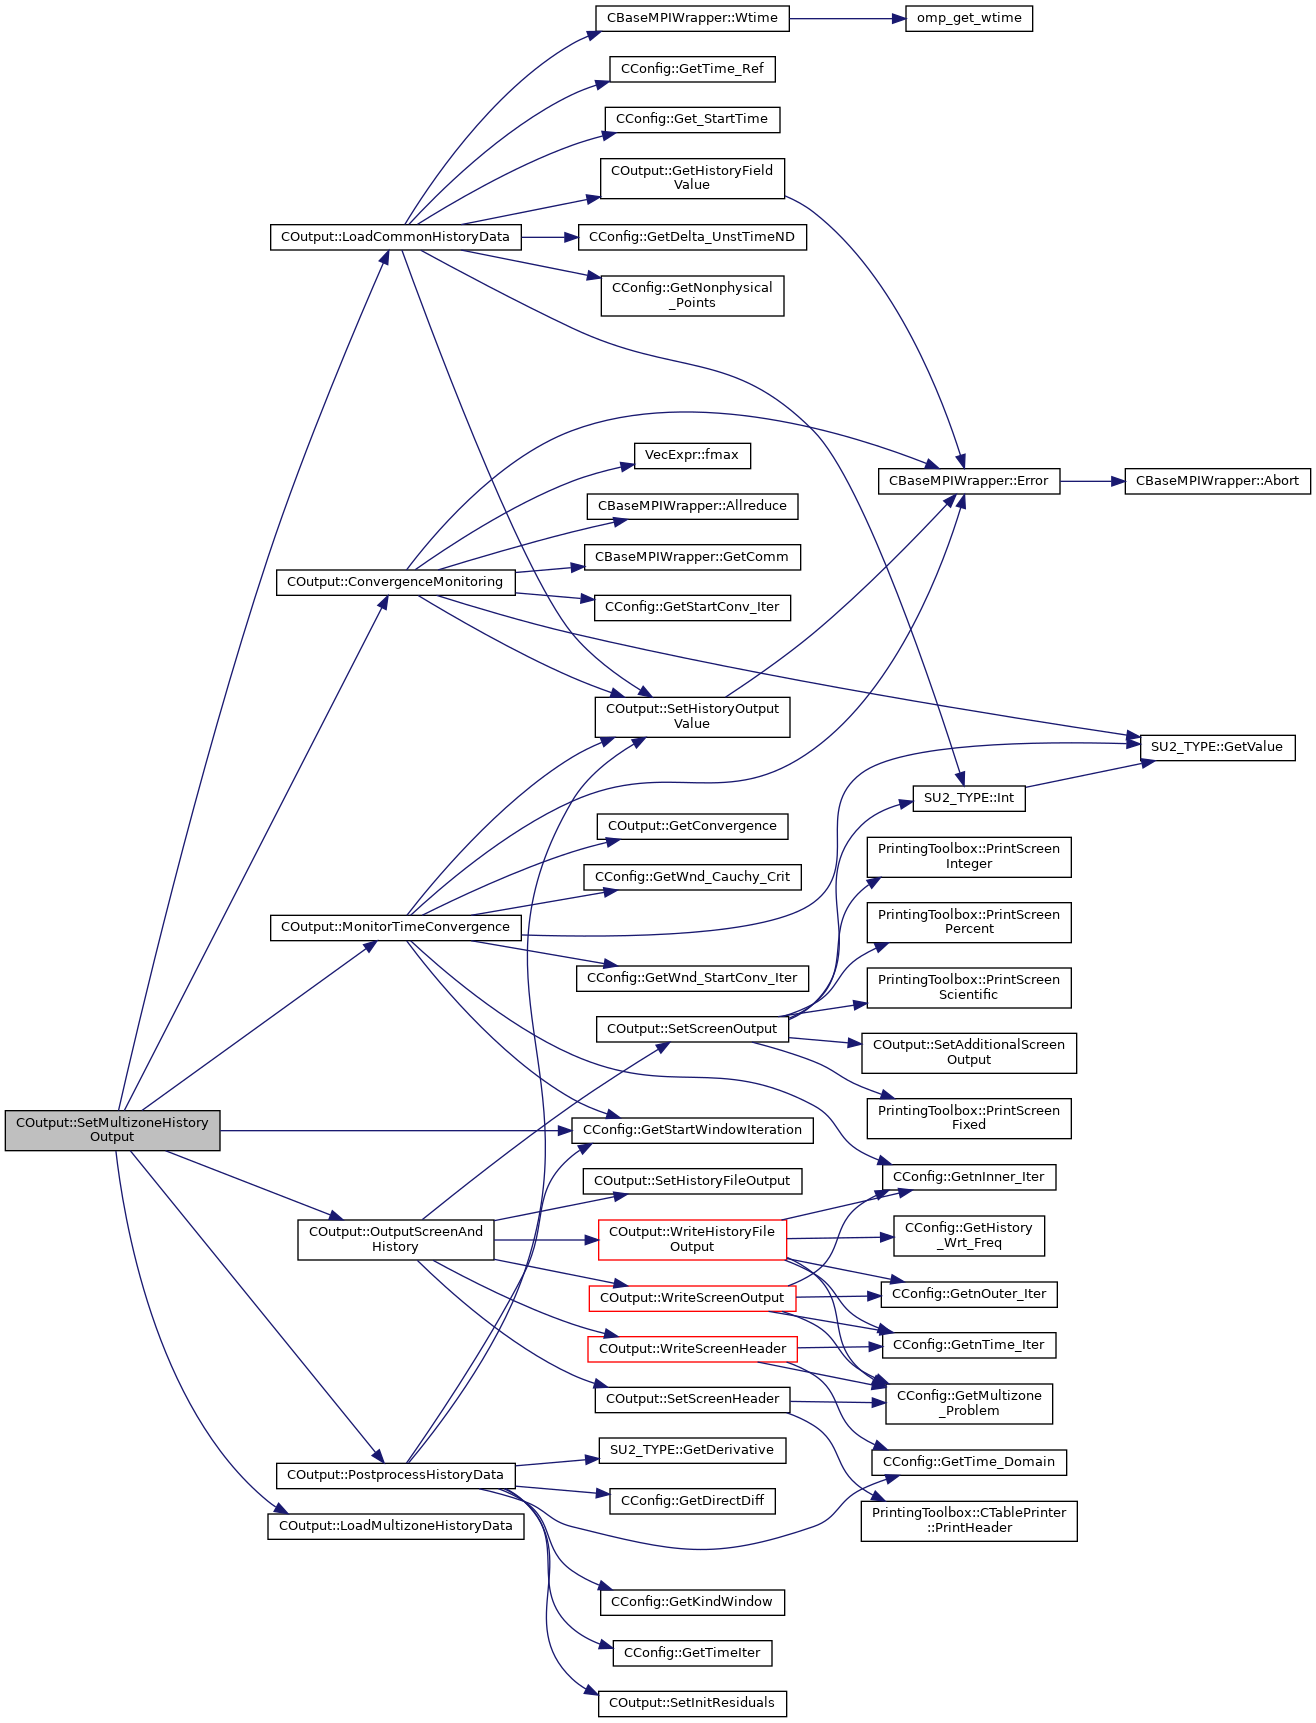 CBaseMPIWrapper::Wtime
omp_get_wtime
CConfig::GetTime_Ref
CConfig::Get_StartTime
COutput::GetHistoryField
Value
COutput::LoadCommonHistoryData
CConfig::GetDelta_UnstTimeND
CConfig::GetNonphysical
_Points
VecExpr::fmax
CBaseMPIWrapper::Error
CBaseMPIWrapper::Abort
CBaseMPIWrapper::Allreduce
CBaseMPIWrapper::GetComm
COutput::ConvergenceMonitoring
CConfig::GetStartConv_Iter
COutput::SetHistoryOutput
Value
SU2_TYPE::GetValue
SU2_TYPE::Int
COutput::GetConvergence
PrintingToolbox::PrintScreen
Integer
CConfig::GetWnd_Cauchy_Crit
PrintingToolbox::PrintScreen
Percent
COutput::MonitorTimeConvergence
CConfig::GetWnd_StartConv_Iter
PrintingToolbox::PrintScreen
Scientific
COutput::SetScreenOutput
COutput::SetAdditionalScreen
Output
PrintingToolbox::PrintScreen
Fixed
COutput::SetMultizoneHistory
Output
CConfig::GetStartWindowIteration
CConfig::GetnInner_Iter
COutput::SetHistoryFileOutput
COutput::OutputScreenAnd
History
COutput::WriteHistoryFile
Output
CConfig::GetHistory
_Wrt_Freq
COutput::WriteScreenOutput
CConfig::GetnOuter_Iter
COutput::WriteScreenHeader
CConfig::GetnTime_Iter
COutput::SetScreenHeader
CConfig::GetMultizone
_Problem
SU2_TYPE::GetDerivative
CConfig::GetTime_Domain
COutput::PostprocessHistoryData
CConfig::GetDirectDiff
PrintingToolbox::CTablePrinter
::PrintHeader
COutput::LoadMultizoneHistoryData
CConfig::GetKindWindow
CConfig::GetTimeIter
COutput::SetInitResiduals